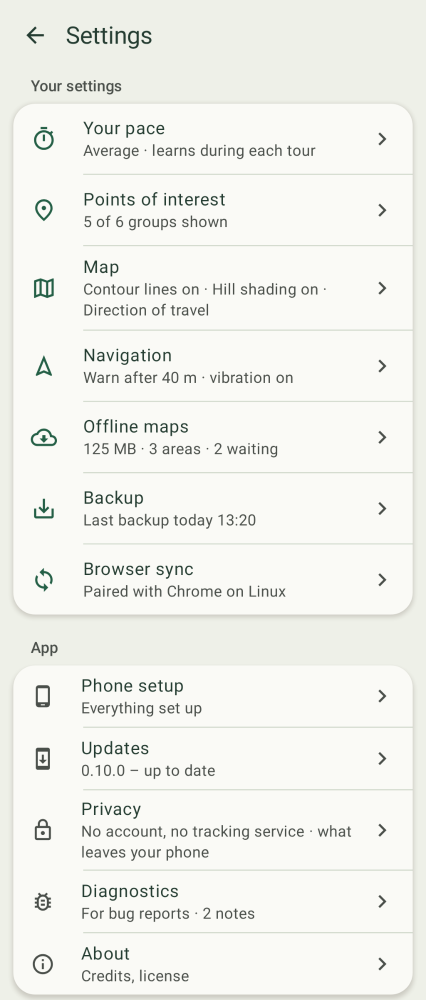 Settings
Your settings
Your pace
Average · learns during each tour
Points of interest
5 of 6 groups shown
Map
Contour lines on · Hill shading on ·
Direction of travel
Navigation
Warn after 40 m · vibration on
Offline maps
125 MB · 3 areas · 2 waiting
Backup
Last backup today 13:20
Browser sync
Paired with Chrome on Linux
App
Phone setup
Everything set up
Updates
0.10.0 – up to date
Privacy
No account, no tracking service · what
leaves your phone
Diagnostics
For bug reports · 2 notes
About
Credits, license